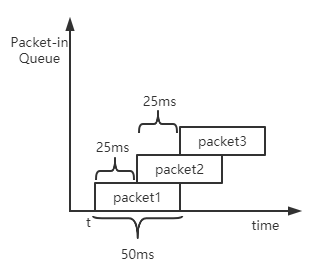 Packet-in
Queue
25ms
packet3
25ms
packet2
packet1
t
time
50ms